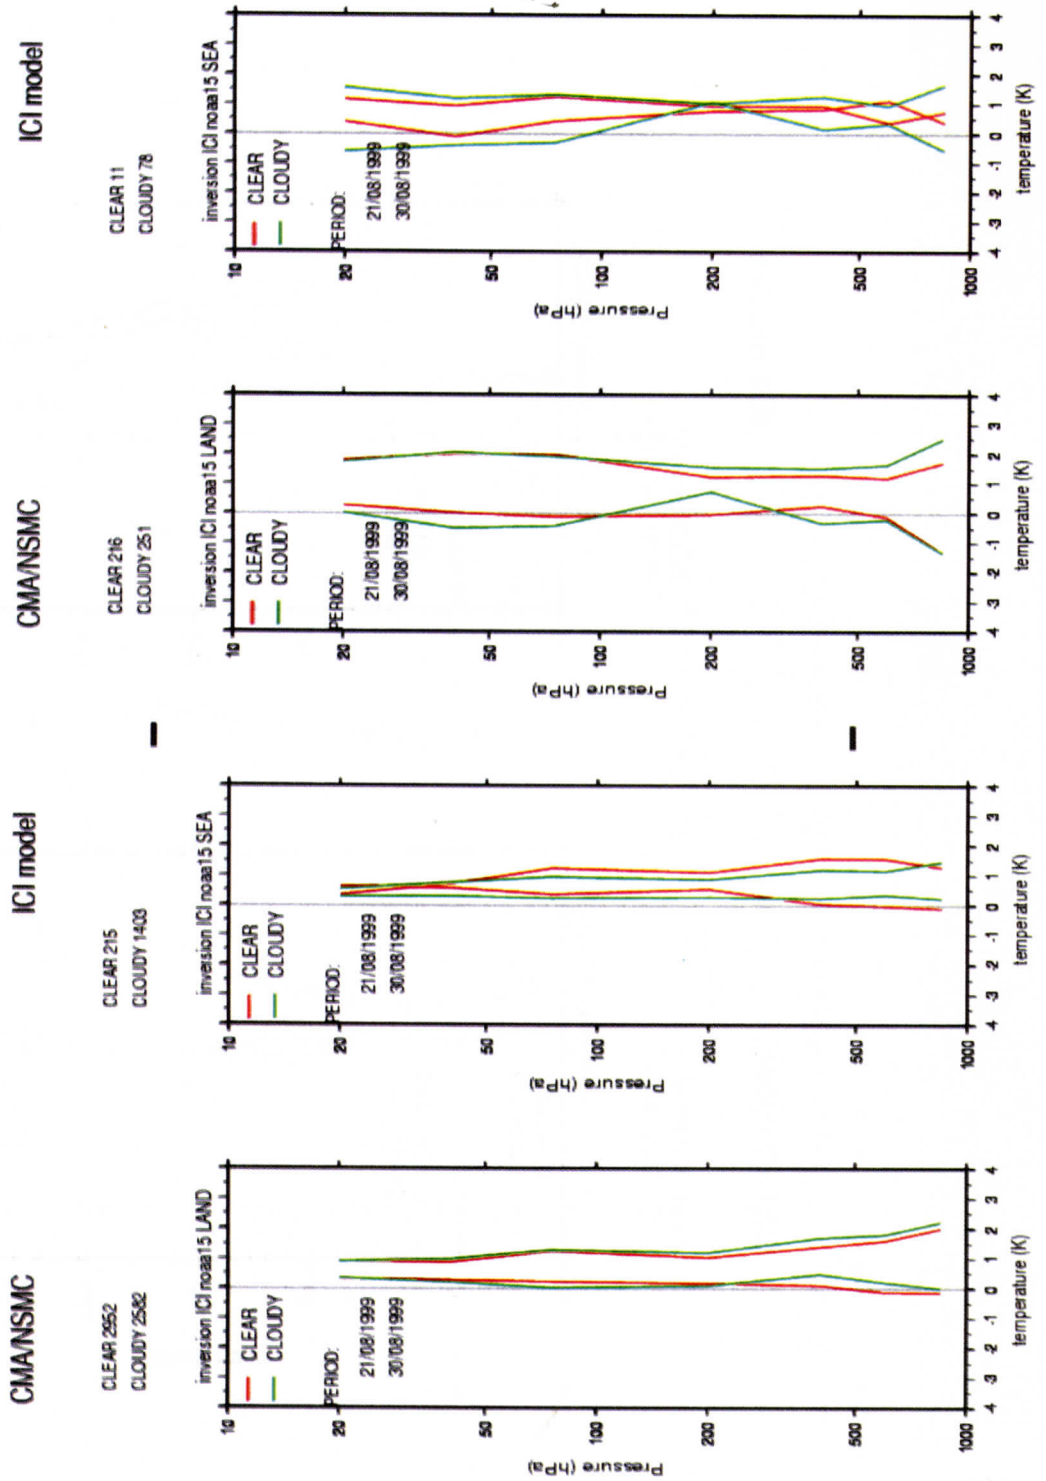 ICI model
CLEAR 11
CLOUDY 78
inversion ICI noaa15 SEA
CLEAR
CLOUDY
PERIOD:
21/08/1999
30/08/1999
10
20
50
100
200
500
1000
Pressure (hPa)
4
3
2
1
0
-1
-2
-3
-4
temperature (K)
CMA/NSMC
CLEAR 216
CLOUDY 251
inversion ICI noaa15 LAND
CLEAR
CLOUDY
PERIOD:
21/08/1999
30/08/1999
10
20
50
100
200
500
1000
Pressure (hPa)
4
3
2
1
0
-1
-2
-3
-4
temperature (K)
ICI model
CLEAR 215
CLOUDY 1403
inversion ICI noaa15 SEA
CLEAR
CLOUDY
PERIOD:
21/08/1999
30/08/1999
10
20
50
100
200
500
1000
Pressure (hPa)
4
3
2
1
0
-1
-2
-3
-4
temperature (K)
CMA/NSMC
CLEAR 2952
CLOUDY 2582
inversion ICI noaa15 LAND
CLEAR
CLOUDY
PERIOD:
21/08/1999
30/08/1999
10
20
50
100
200
500
1000
Pressure (hPa)
4
3
2
1
0
-1
-2
-3
-4
temperature (K)